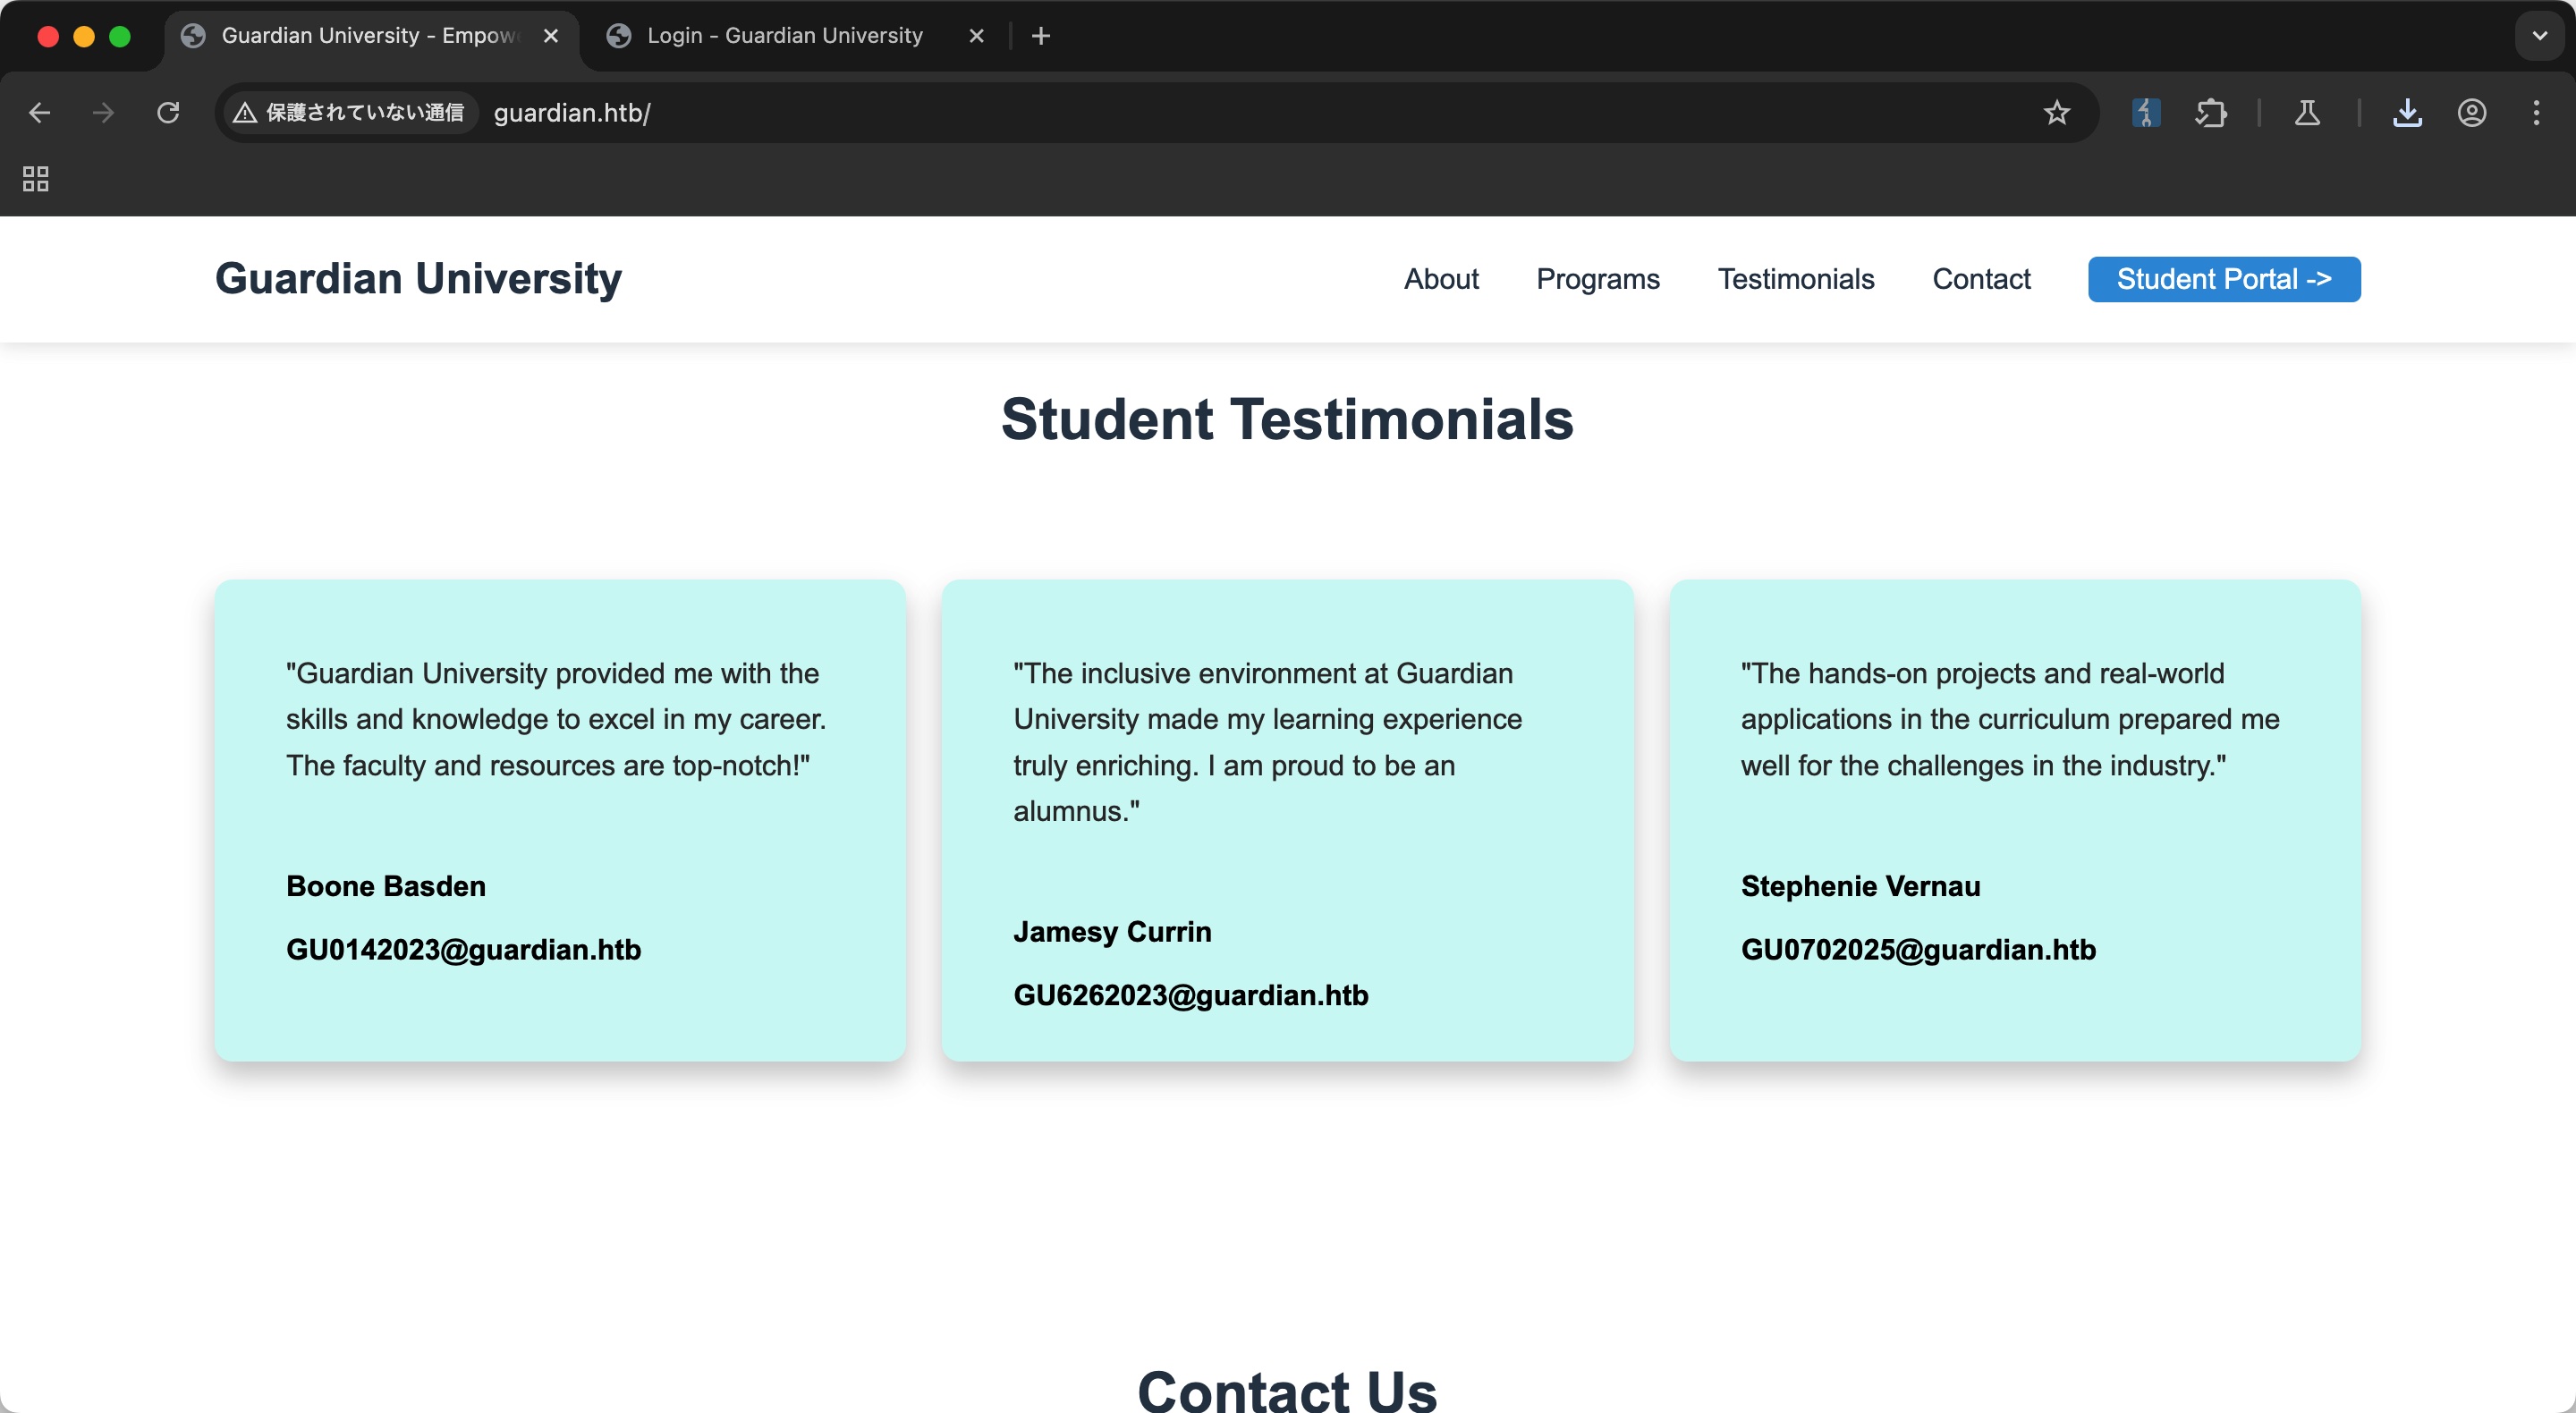 Guardian University - Empow
Login - Guardian University
保護されていない通信
guardian.htb/
Guardian University
About
Programs
Testimonials
Contact
Student Portal ->
Student Testimonials
"Guardian University provided me with the
skills and knowledge to excel in my career.
The faculty and resources are top-notch!"
Boone Basden
GU0142023@guardian.htb
"The inclusive environment at Guardian
University made my learning experience
truly enriching. I am proud to be an
alumnus."
Jamesy Currin
GU6262023@guardian.htb
"The hands-on projects and real-world
applications in the curriculum prepared me
well for the challenges in the industry."
Stephenie Vernau
GU0702025@guardian.htb
Contact Us